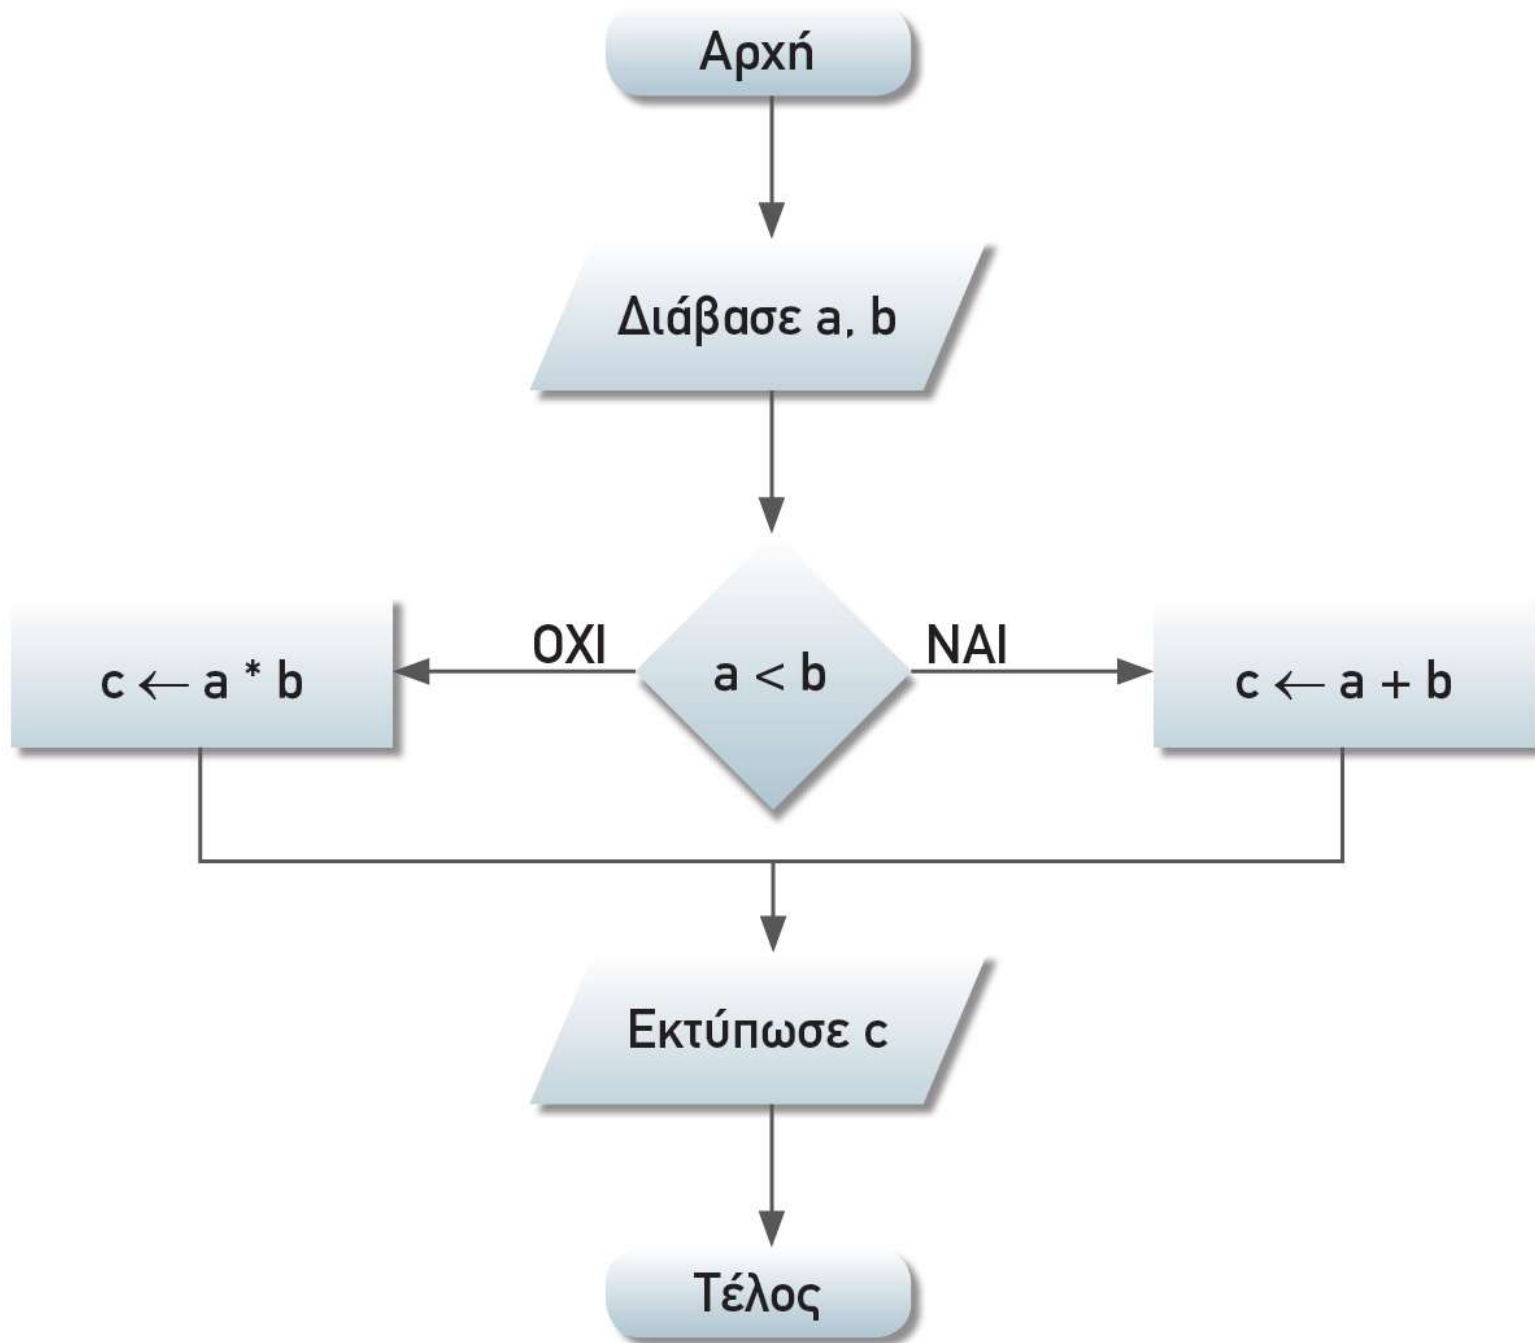 Αρχή
Διάβασε a, b
ΟΧΙ
a < b
ΝΑΙ
c ← a * b
c ← a + b
Εκτύπωσε c
Τέλος